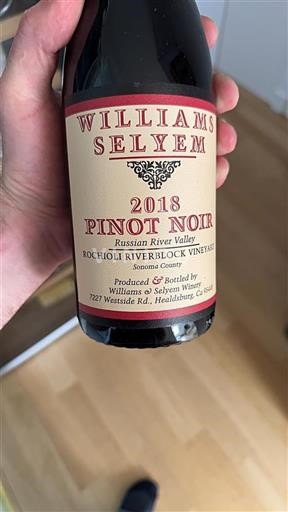 WILLIAMS
SELYEM
2018
PINOT NOIR
Russian River Valley
ROCHIOLI RIVERBLOCK VINEYARD
Sonoma County
Produced & Bottled by
Williams & Selyem Winery
7227 Westside Rd., Healdsburg, Ca